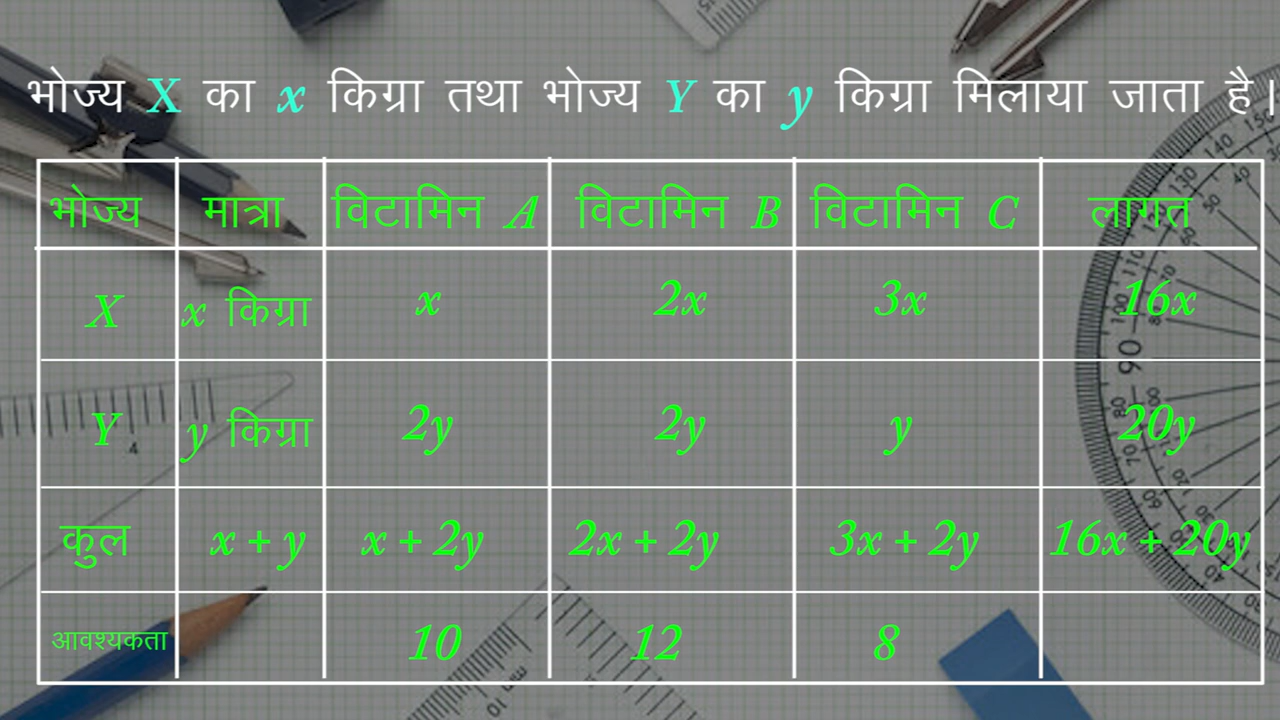 भोज्य X का x किग्रा तथा भोज्य Y का y किग्रा मिलाया जाता है।
भोज्य मात्रा विटामिन A विटामिन B विटामिन C लागत
X x किग्रा x 2x 3x 16x
Y y किग्रा 2y 2y y 20y
कुल x + y x + 2y 2x + 2y 3x + 2y 16x + 20y
आवश्यकता 10 12 8